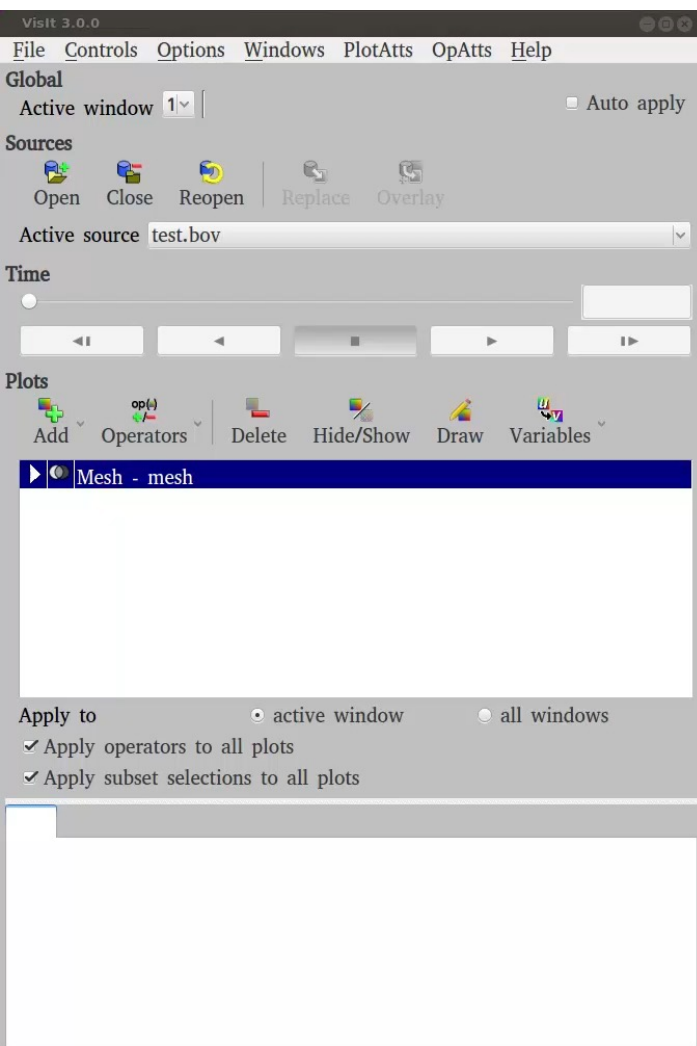 VisIt 3.0.0
File Controls Options Windows PlotAtts OpAtts Help
Global
Active window 1 Auto apply
Sources
Open Close Reopen Replace Overlay
Active source test.bov
Time
Plots
op(=)
Add Operators Delete Hide/Show Draw Variables
Mesh - mesh
Apply to active window all windows
Apply operators to all plots
Apply subset selections to all plots